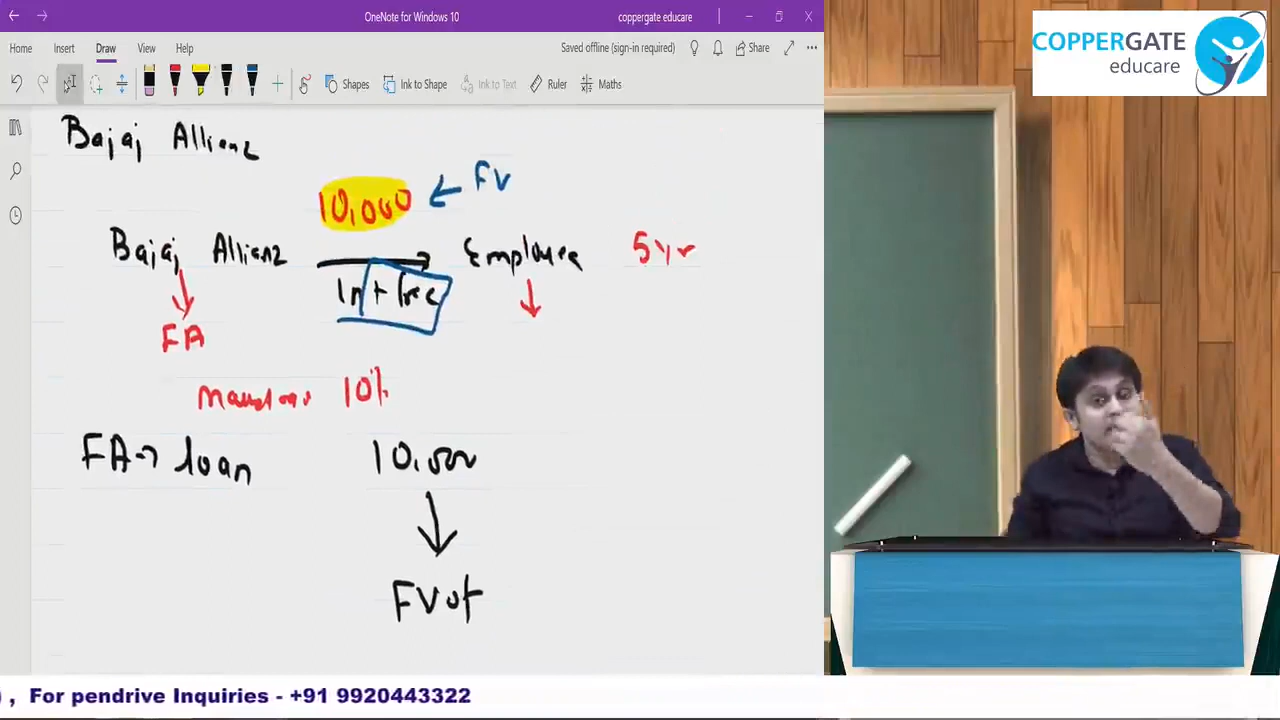 OneNote for Windows 10
coppergate educare
Home Insert Draw View Help
Saved offline (sign-in required)
Share
Shapes
Ink to Shape
Ink to Text
Ruler
Maths
COPPERGATE
educare
Bajaj Allianz
10,000 ← FV
Bajaj Allianz → Employee 5 yr
Int free
FA
10%
FA → loan 10,000
FV of
), For pendrive Inquiries - +91 9920443322